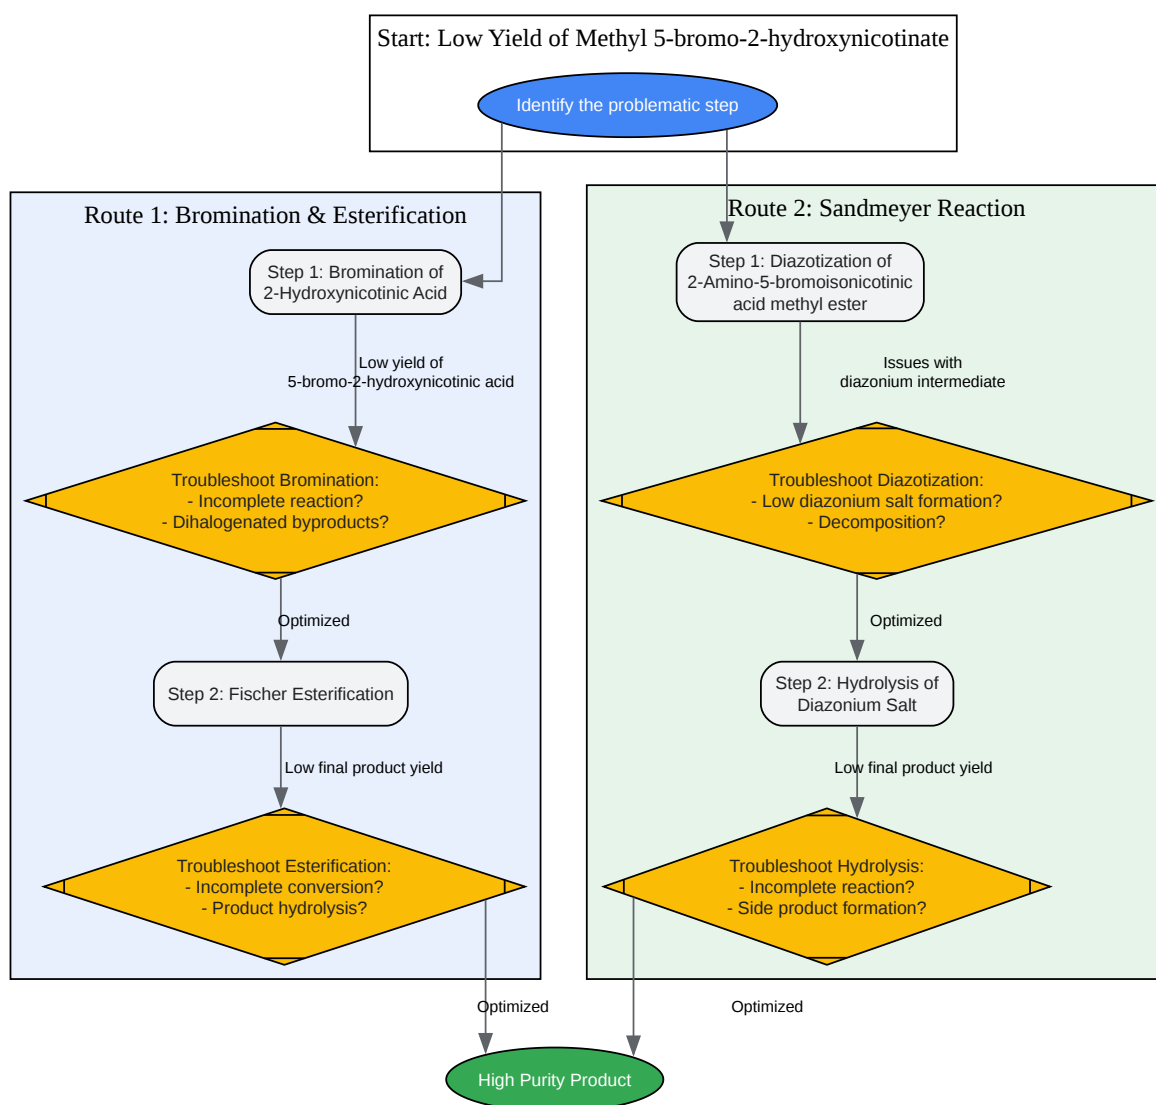 Start: Low Yield of Methyl 5-bromo-2-hydroxynicotinate
Identify the problematic step
Route 1: Bromination & Esterification
Step 1: Bromination of
2-Hydroxynicotinic Acid
Low yield of
5-bromo-2-hydroxynicotinic acid
Troubleshoot Bromination:
- Incomplete reaction?
- Dihalogenated byproducts?
Optimized
Step 2: Fischer Esterification
Low final product yield
Troubleshoot Esterification:
- Incomplete conversion?
- Product hydrolysis?
Optimized
Route 2: Sandmeyer Reaction
Step 1: Diazotization of
2-Amino-5-bromoisonicotinic
acid methyl ester
Issues with
diazonium intermediate
Troubleshoot Diazotization:
- Low diazonium salt formation?
- Decomposition?
Optimized
Step 2: Hydrolysis of
Diazonium Salt
Low final product yield
Troubleshoot Hydrolysis:
- Incomplete reaction?
- Side product formation?
Optimized
High Purity Product